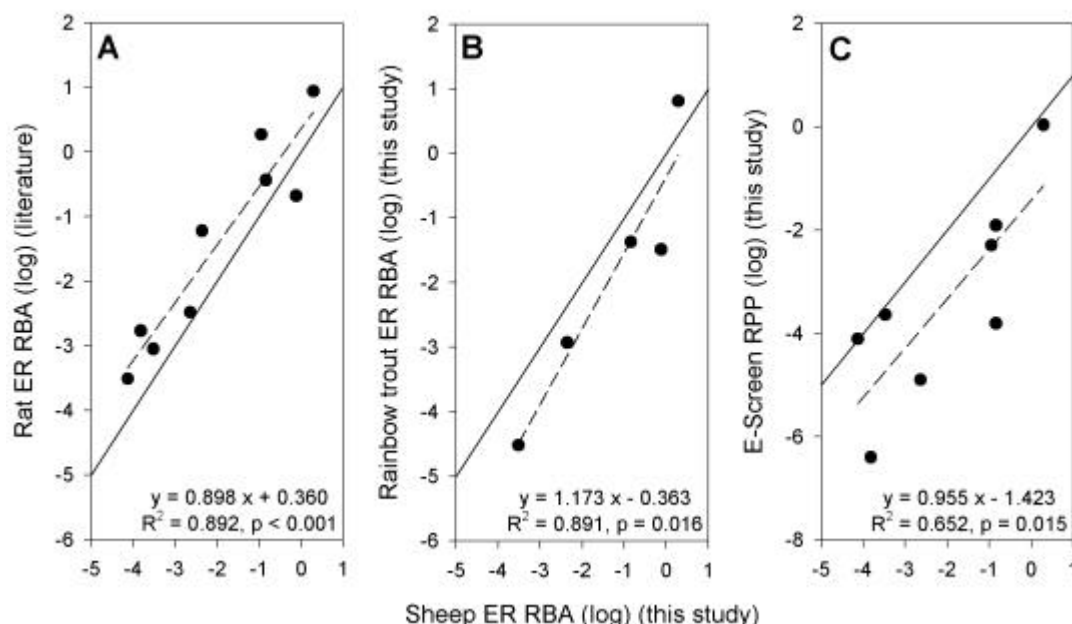 A
B
C
Rat ER RBA (log) (literature)
2
1
0
-1
-2
-3
-4
-5
-6
y = 0.898 x + 0.360
R² = 0.892, p < 0.001
-5 -4 -3 -2 -1 0 1
Rainbow trout ER RBA (log) (this study)
2
1
0
-1
-2
-3
-4
-5
-6
y = 1.173 x - 0.363
R² = 0.891, p = 0.016
-5 -4 -3 -2 -1 0 1
E-Screen RPP (log) (this study)
2
0
-2
-4
-6
-8
y = 0.955 x - 1.423
R² = 0.652, p = 0.015
-5 -4 -3 -2 -1 0 1
Sheep ER RBA (log) (this study)